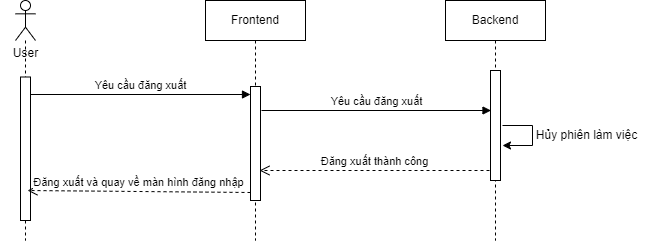 User
Frontend
Backend
Yêu cầu đăng xuất
Yêu cầu đăng xuất
Hủy phiên làm việc
Đăng xuất thành công
Đăng xuất và quay về màn hình đăng nhập